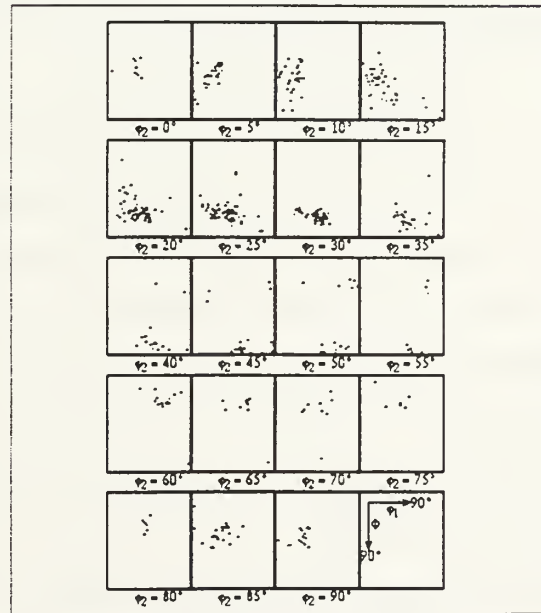 φ2 = 0° φ2 = 5° φ2 = 10° φ2 = 15°
φ2 = 20° φ2 = 25° φ2 = 30° φ2 = 35°
φ2 = 40° φ2 = 45° φ2 = 50° φ2 = 55°
φ2 = 60° φ2 = 65° φ2 = 70° φ2 = 75°
90°
φ1
Φ
90°
φ2 = 80° φ2 = 85° φ2 = 90°